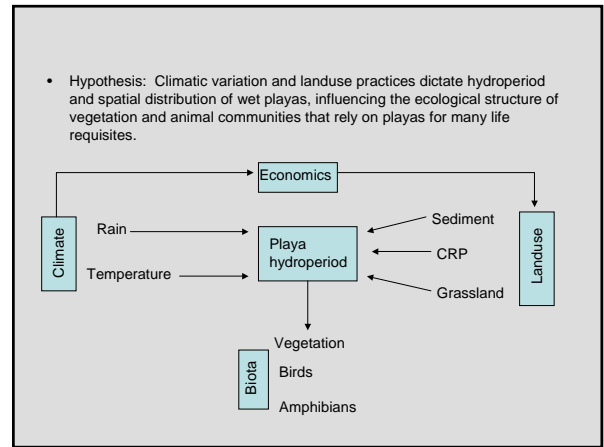 • Hypothesis: Climatic variation and landuse practices dictate hydroperiod
and spatial distribution of wet playas, influencing the ecological structure of
vegetation and animal communities that rely on playas for many life
requisites.
Economics
Climate
Rain
Temperature
Playa
hydroperiod
Sediment
CRP
Grassland
Landuse
Biota
Vegetation
Birds
Amphibians